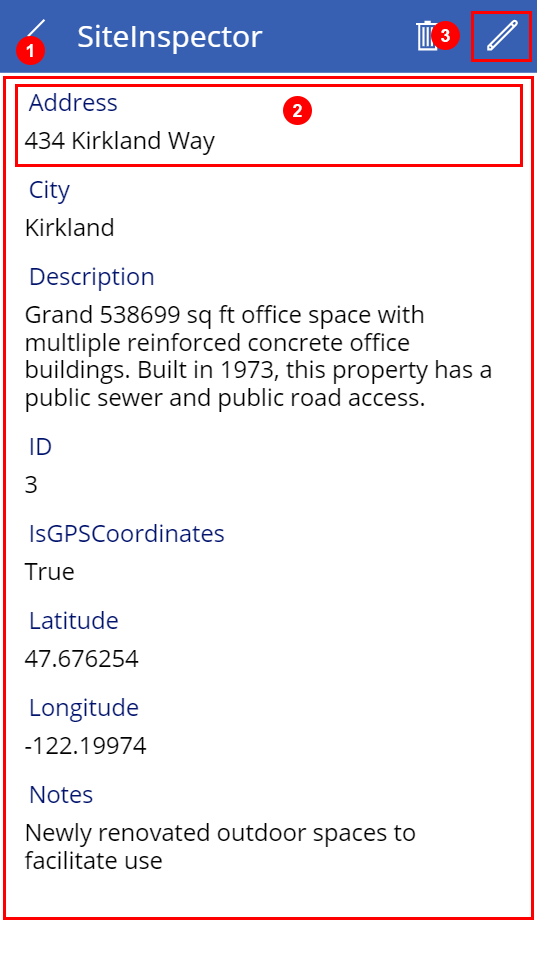 1
SiteInspector
3
Address
2
434 Kirkland Way
City
Kirkland
Description
Grand 538699 sq ft office space with
multliple reinforced concrete office
buildings. Built in 1973, this property has a
public sewer and public road access.
ID
3
IsGPSCoordinates
True
Latitude
47.676254
Longitude
-122.19974
Notes
Newly renovated outdoor spaces to
facilitate use